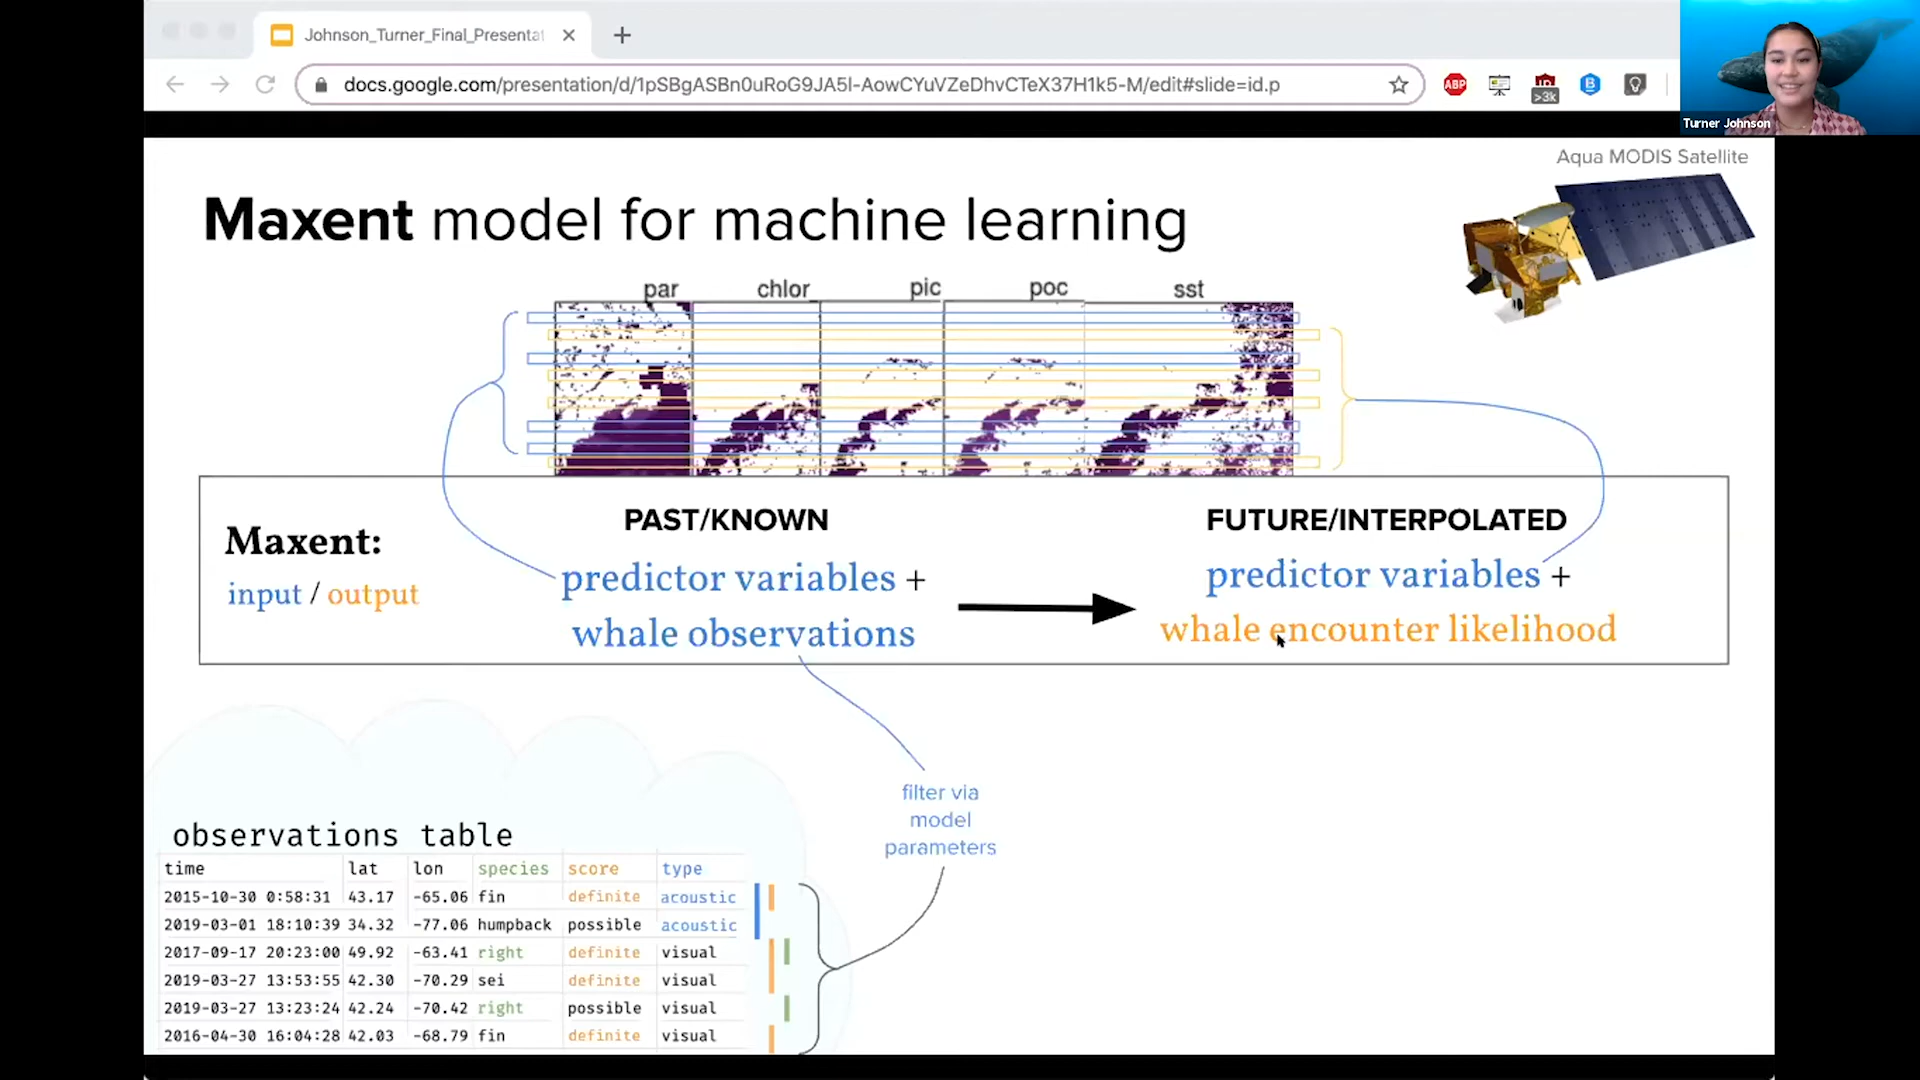 Johnson_Turner_Final_Presentat
docs.google.com/presentation/d/1pSBgASBn0uRoG9JA5l-AowCYuVZeDhvCTeX37H1k5-M/edit#slide=id.p
ABP
>3k
B
Turner Johnson
Aqua MODIS Satellite
Maxent model for machine learning
par chlor pic poc sst
Maxent:
input / output
PAST/KNOWN
predictor variables +
whale observations
FUTURE/INTERPOLATED
predictor variables +
whale encounter likelihood
filter via
model
parameters
observations table
time lat lon species score type
2015-10-30 0:58:31 43.17 -65.06 fin definite acoustic
2019-03-01 18:10:39 34.32 -77.06 humpback possible acoustic
2017-09-17 20:23:00 49.92 -63.41 right definite visual
2019-03-27 13:53:55 42.30 -70.29 sei definite visual
2019-03-27 13:23:24 42.24 -70.42 right possible visual
2016-04-30 16:04:28 42.03 -68.79 fin definite visual